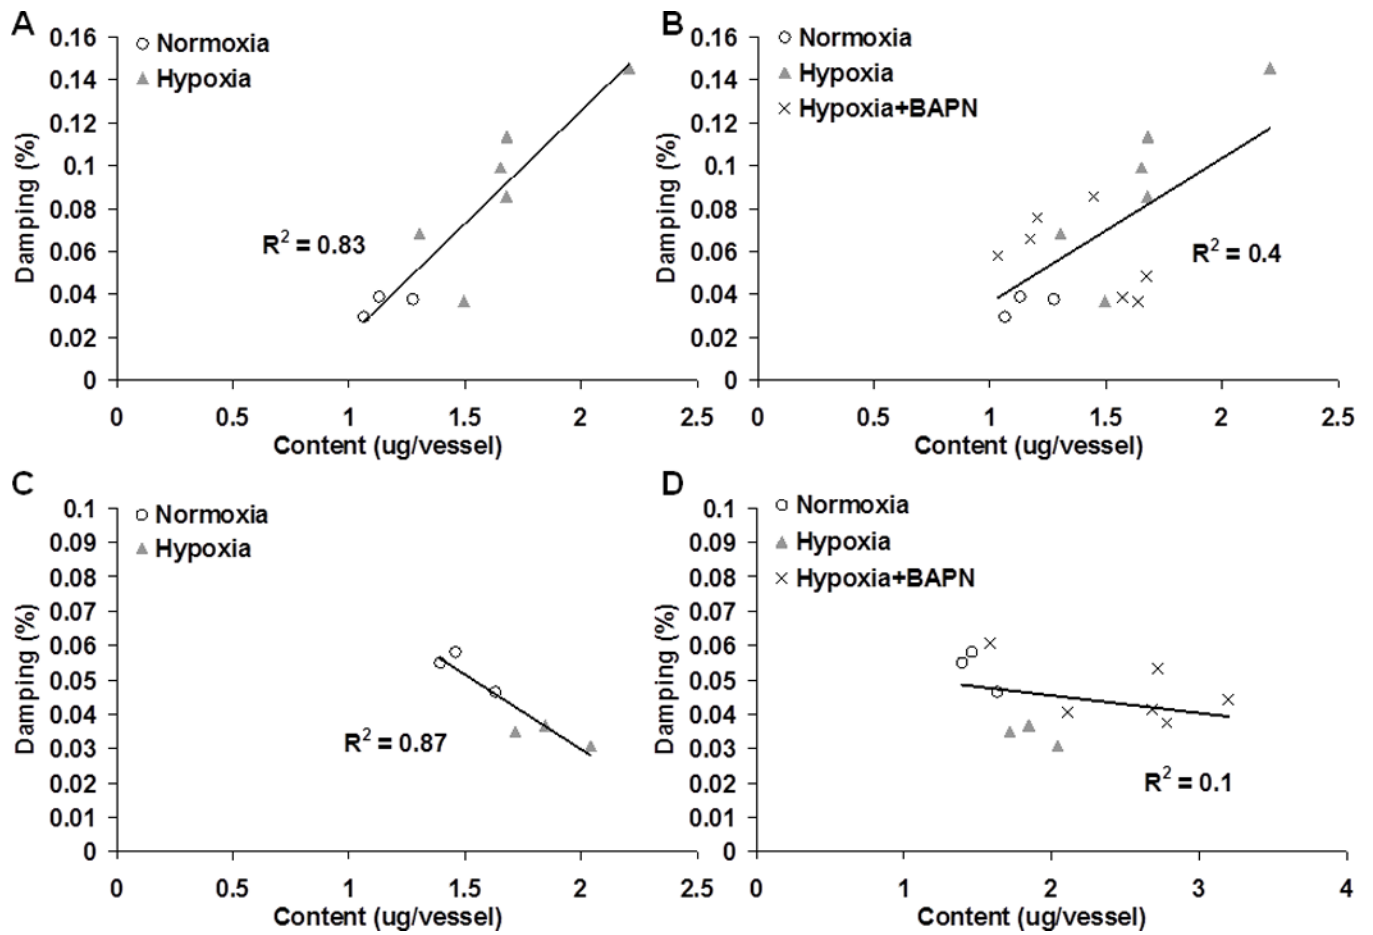 A
0.16
0.14
0.12
0.1
0.08
0.06
0.04
0.02
0
Damping (%)
Normoxia
Hypoxia
R² = 0.83
0 0.5 1 1.5 2 2.5
Content (ug/vessel)
B
0.16
0.14
0.12
0.1
0.08
0.06
0.04
0.02
0
Damping (%)
Normoxia
Hypoxia
Hypoxia+BAPN
R² = 0.4
0 0.5 1 1.5 2 2.5
Content (ug/vessel)
C
0.1
0.09
0.08
0.07
0.06
0.05
0.04
0.03
0.02
0.01
0
Damping (%)
Normoxia
Hypoxia
R² = 0.87
0 0.5 1 1.5 2 2.5
Content (ug/vessel)
D
0.1
0.09
0.08
0.07
0.06
0.05
0.04
0.03
0.02
0.01
0
Damping (%)
Normoxia
Hypoxia
Hypoxia+BAPN
R² = 0.1
0 1 2 3 4
Content (ug/vessel)